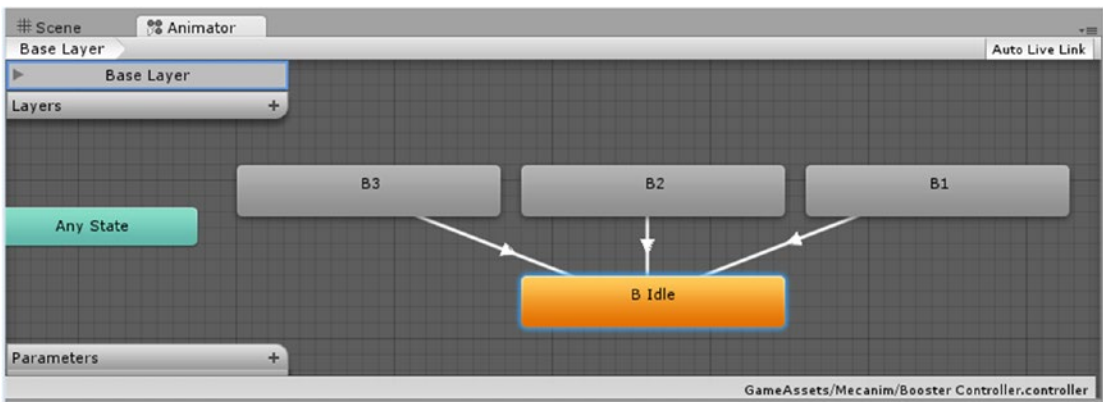 Scene
Animator
Base Layer
Auto Live Link
Base Layer
Layers +
B3
B2
B1
Any State
B Idle
Parameters +
GameAssets/Mecanim/Booster Controller.controller